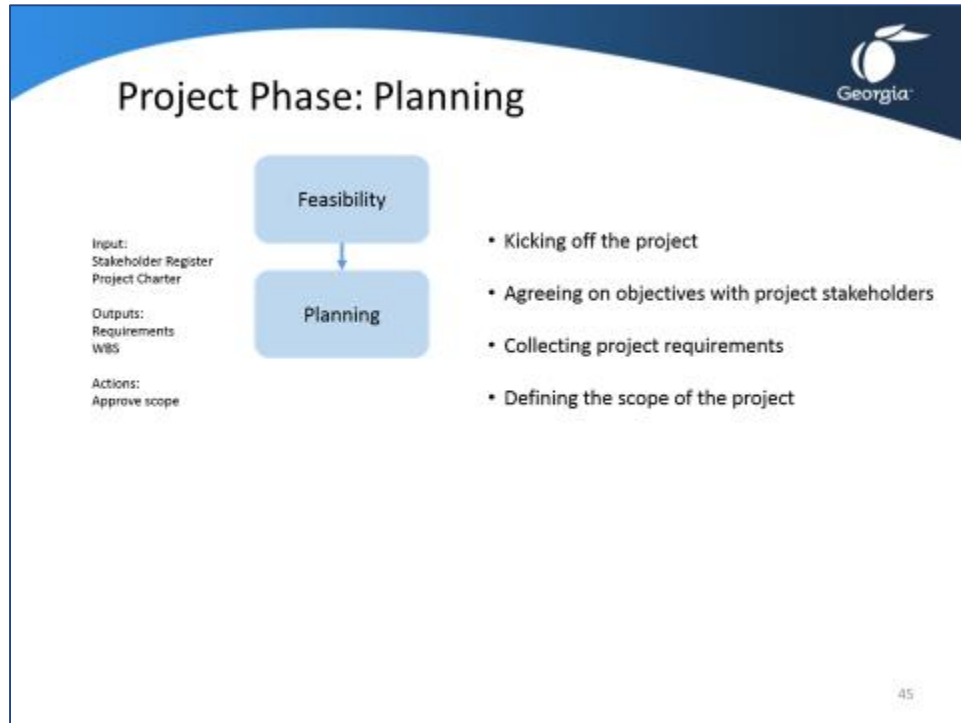 Georgia
Project Phase: Planning
Feasibility
Planning
Input:
Stakeholder Register
Project Charter
Outputs:
Requirements
WBS
Actions:
Approve scope
• Kicking off the project
• Agreeing on objectives with project stakeholders
• Collecting project requirements
• Defining the scope of the project
45